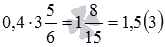 0,4 · 3 5/6 = 1 8/15 = 1,5(3)